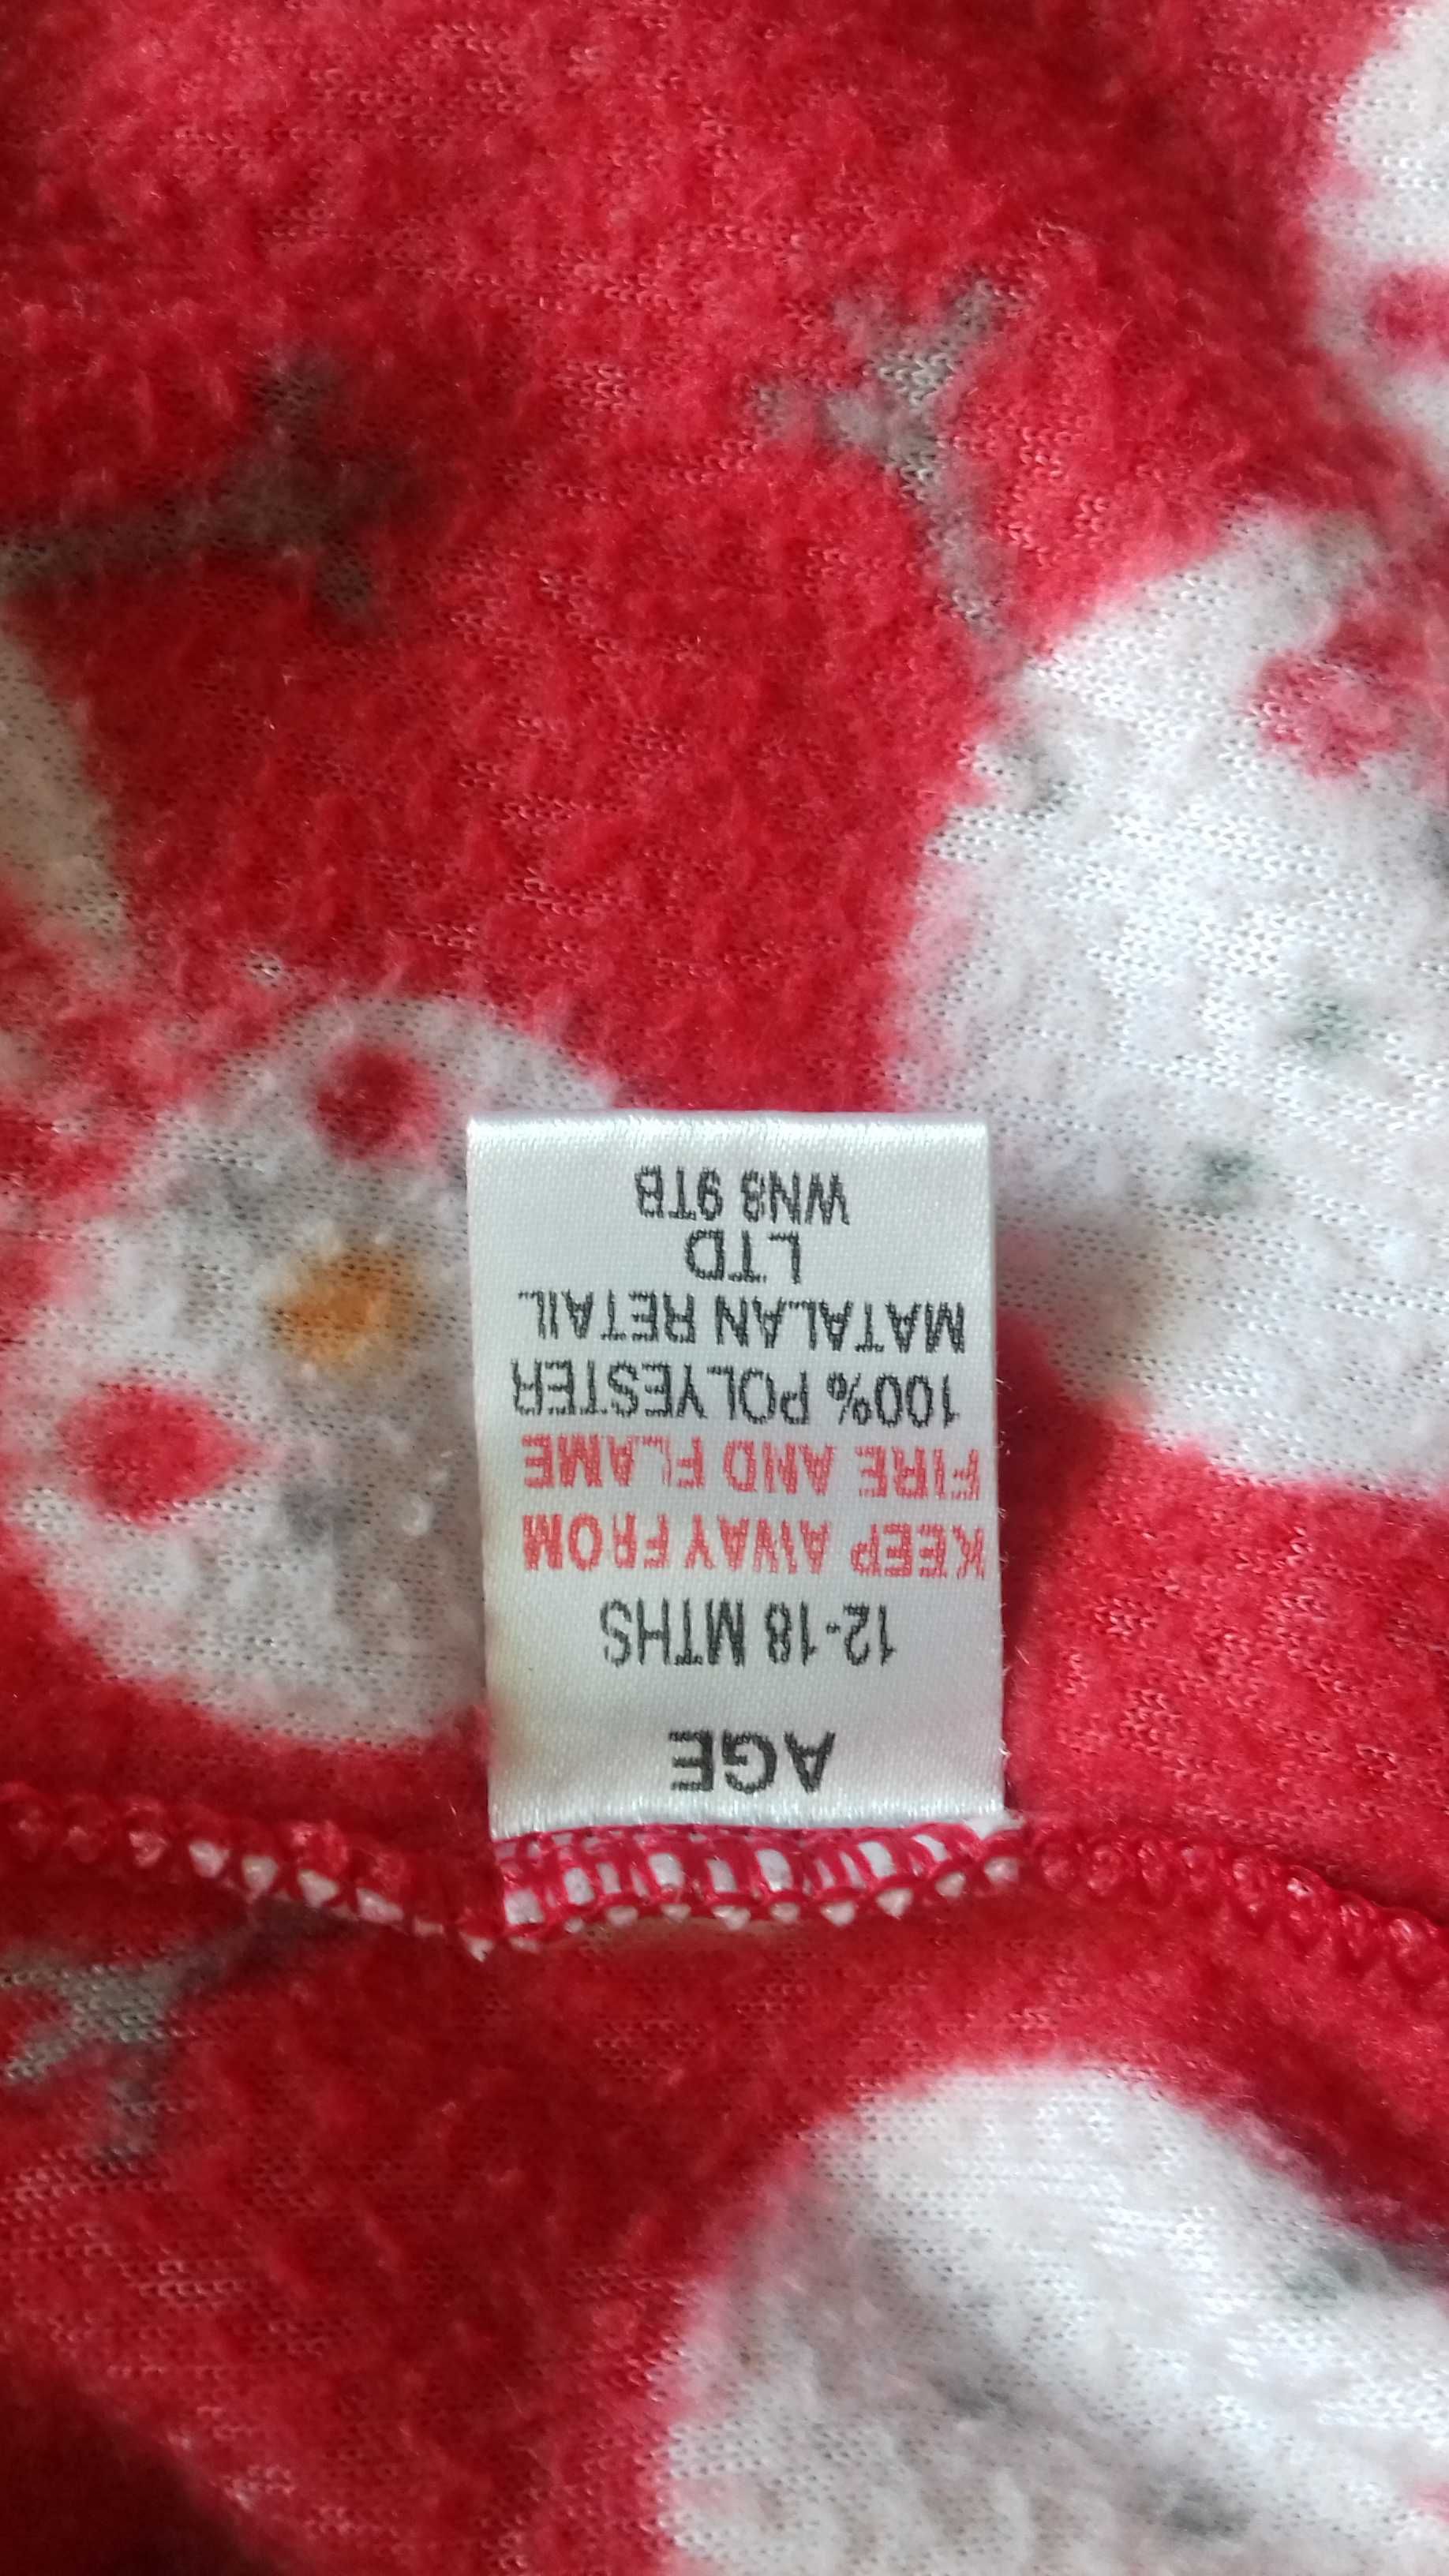 AGE
12-18 MTHS
KEEP AWAY FROM
FIRE AND FLAME
100% POLYESTER
MATALAN RETAIL
LTD
WN8 9TB